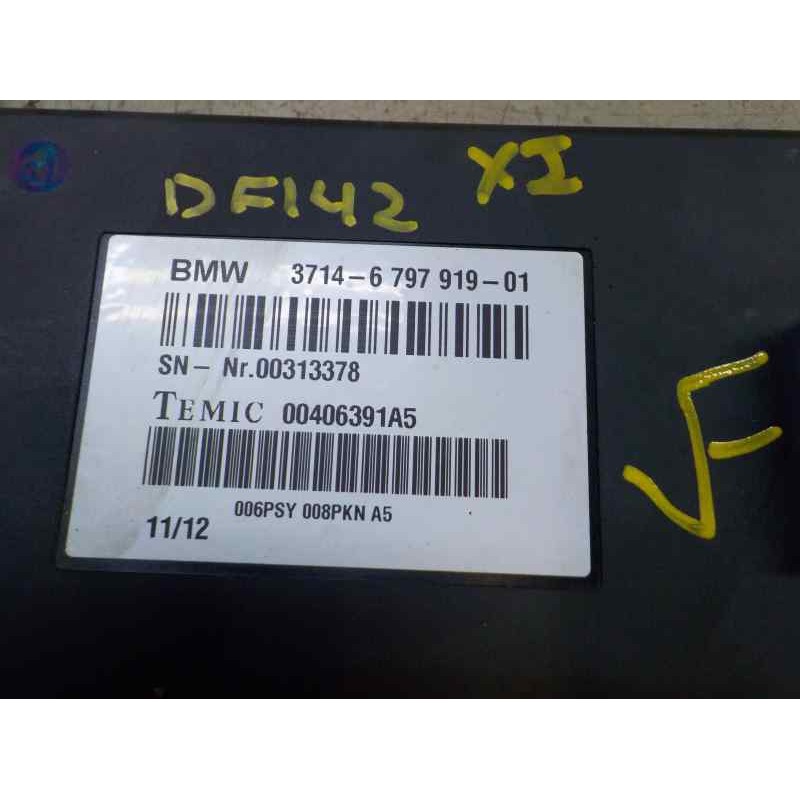 DF142 XI
BMW 3714-6 797 919-01
SN- Nr.00313378
TEMIC 00406391A5
006PSY 008PKN A5
11/12